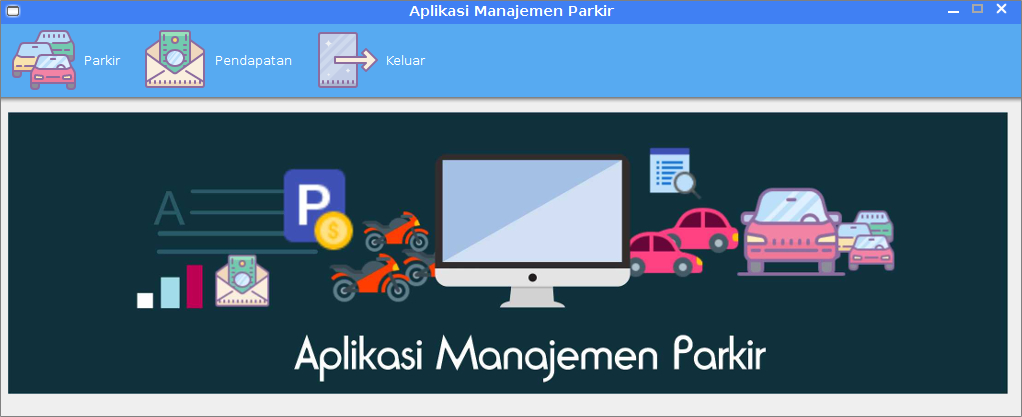 Aplikasi Manajemen Parkir
Parkir Pendapatan Keluar
A
P
$
Aplikasi Manajemen Parkir